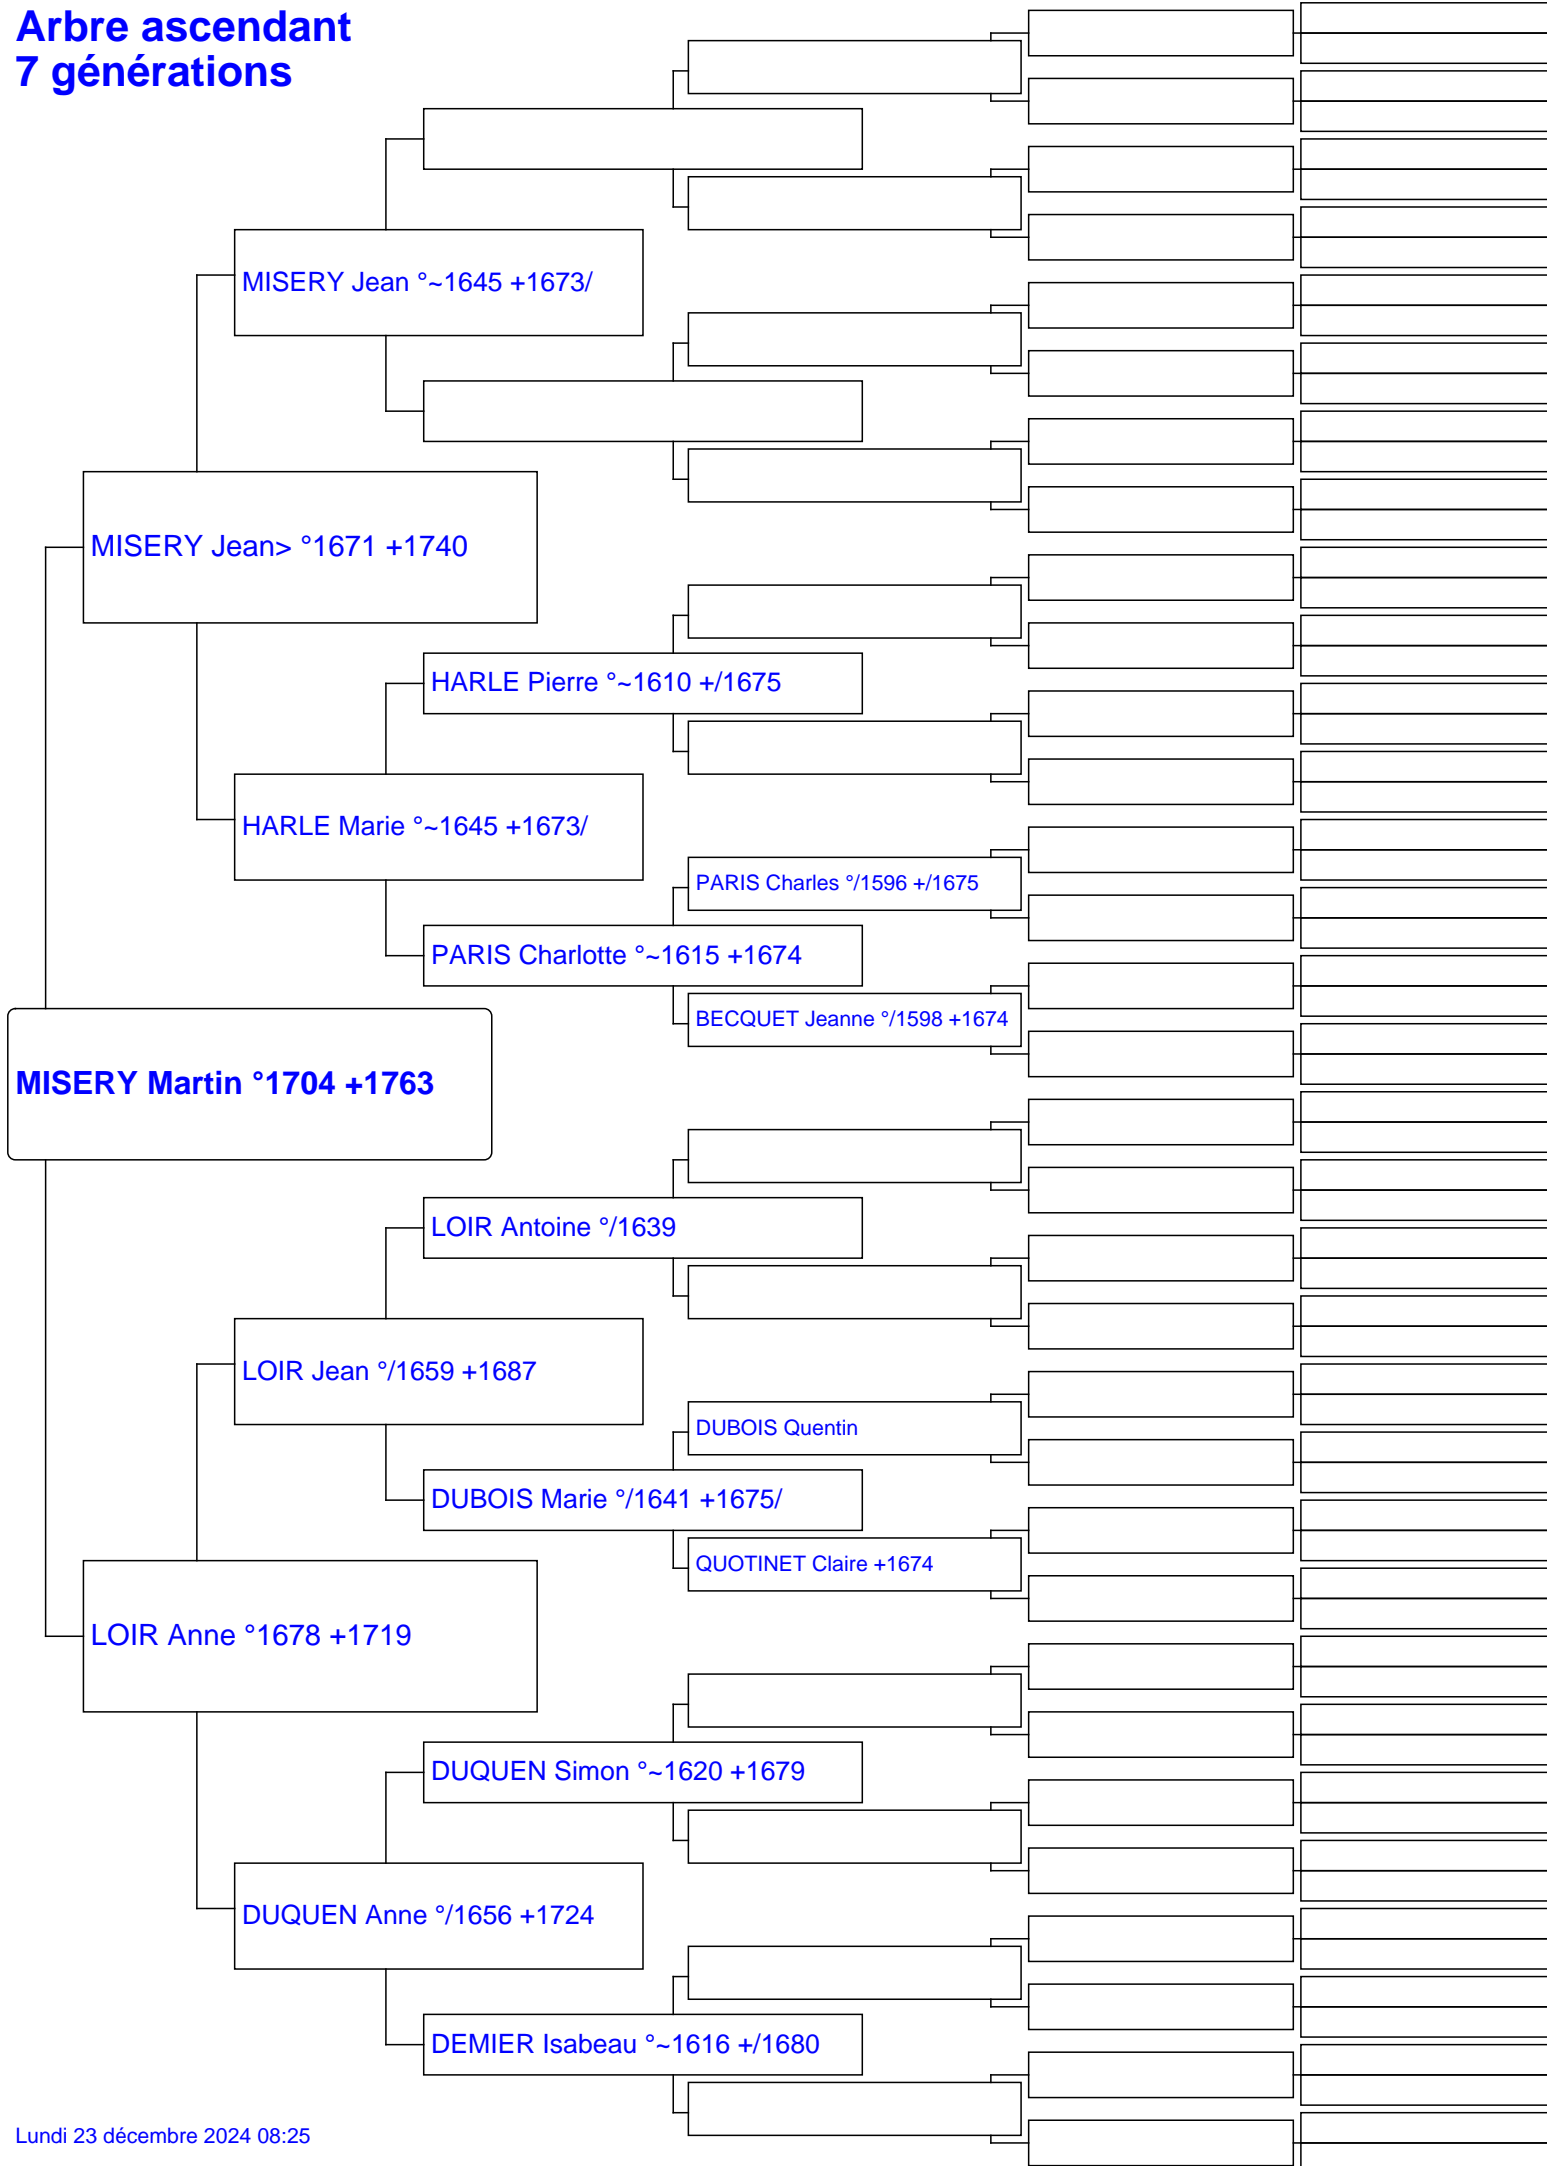 Arbre ascendant
7 générations
MISERY Jean °~1645 +1673/
MISERY Jean> °1671 +1740
HARLE Pierre °~1610 +/1675
HARLE Marie °~1645 +1673/
PARIS Charles °/1596 +/1675
PARIS Charlotte °~1615 +1674
BECQUET Jeanne °/1598 +1674
MISERY Martin °1704 +1763
LOIR Antoine °/1639
LOIR Jean °/1659 +1687
DUBOIS Quentin
DUBOIS Marie °/1641 +1675/
QUOTINET Claire +1674
LOIR Anne °1678 +1719
DUQUEN Simon °~1620 +1679
DUQUEN Anne °/1656 +1724
DEMIER Isabeau °~1616 +/1680
Lundi 23 décembre 2024 08:25